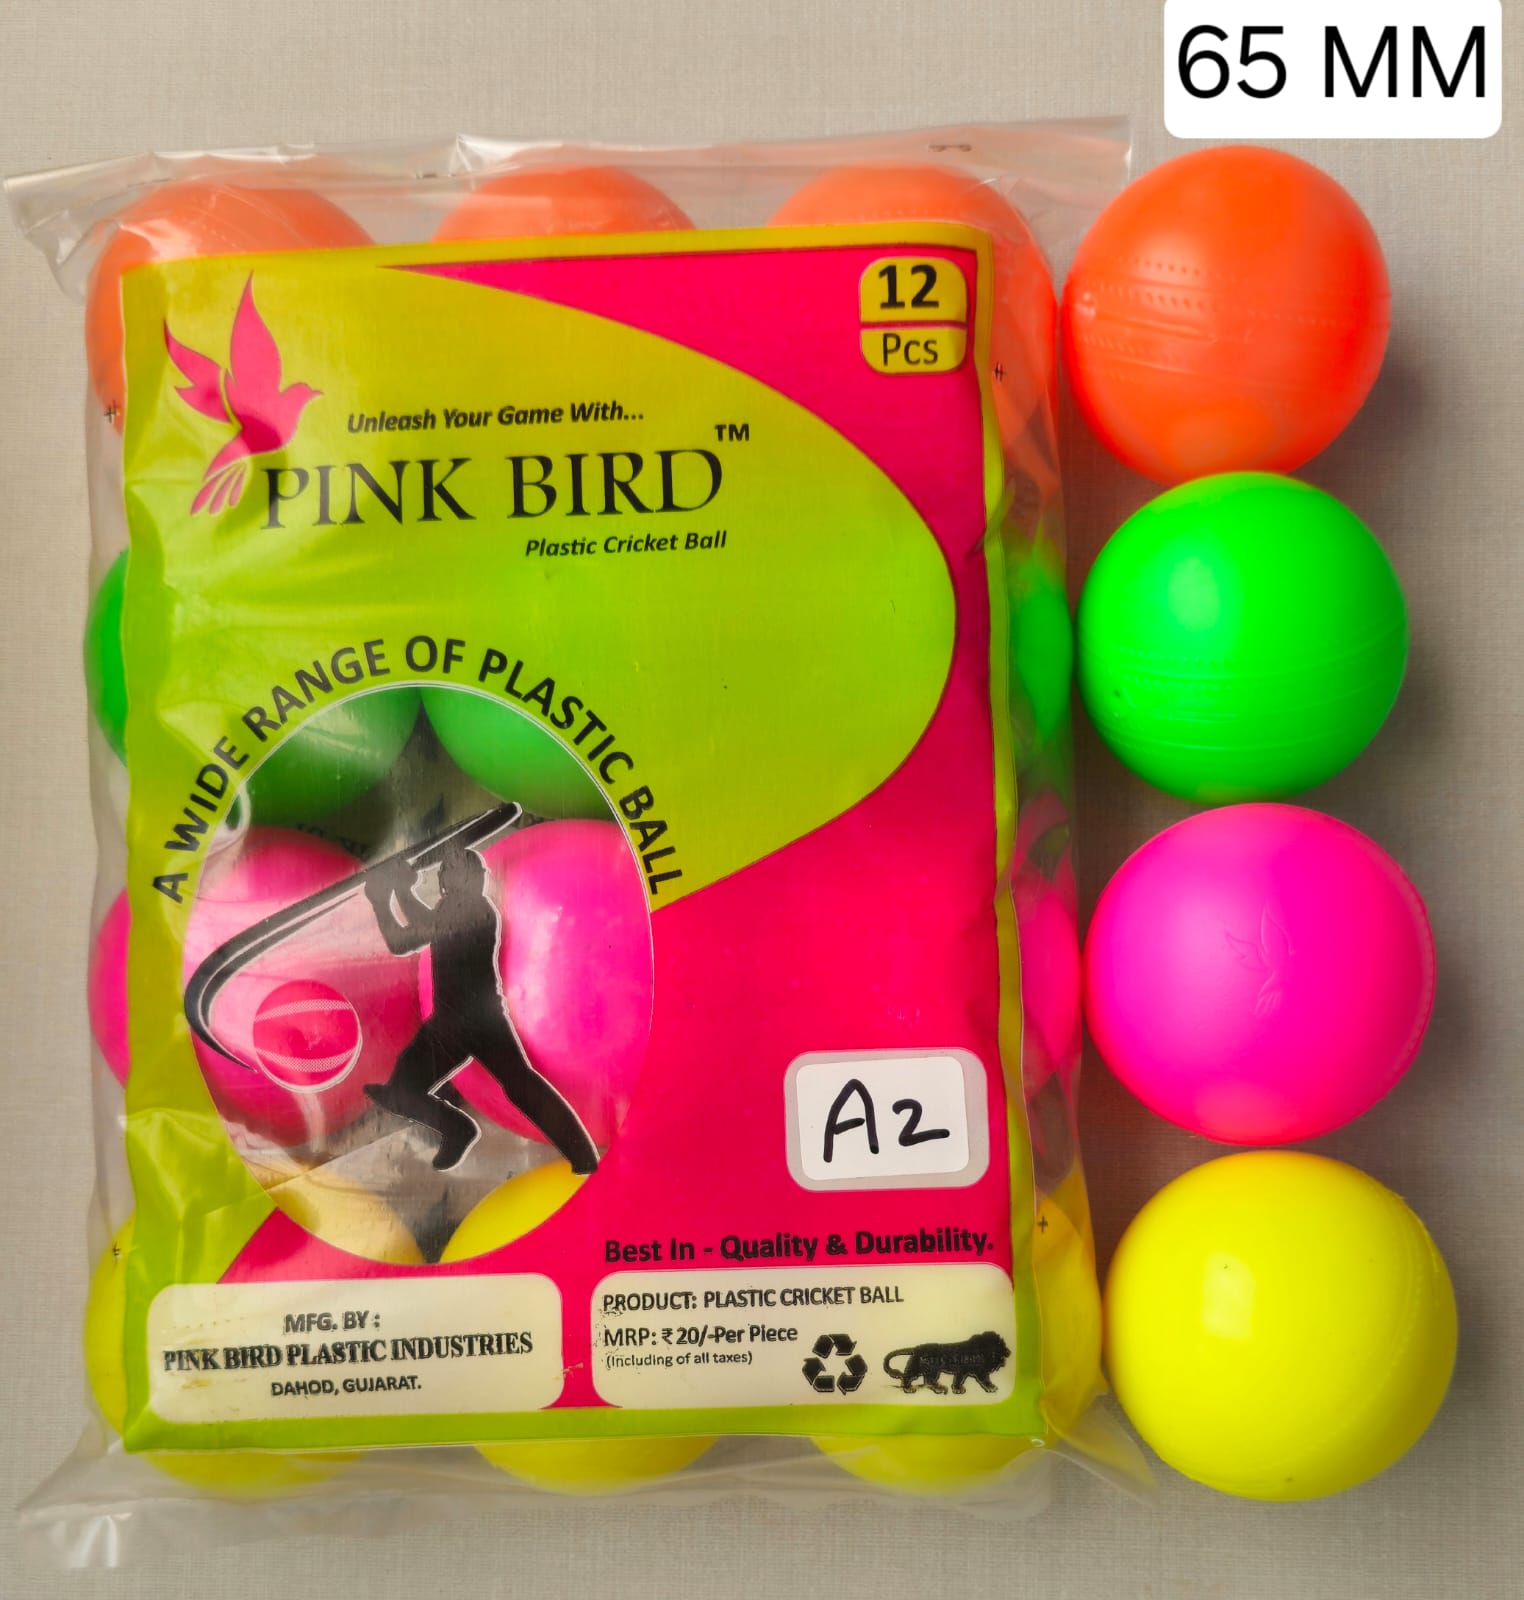 65 MM
12
Pcs
Unleash Your Game With...
PINK BIRD™
Plastic Cricket Ball
A WIDE RANGE OF PLASTIC BALL
A2
Best In - Quality & Durability.
MFG. BY :
PINK BIRD PLASTIC INDUSTRIES
DAHOD, GUJARAT.
PRODUCT: PLASTIC CRICKET BALL
MRP: ₹ 20/-Per Piece
(Including of all taxes)